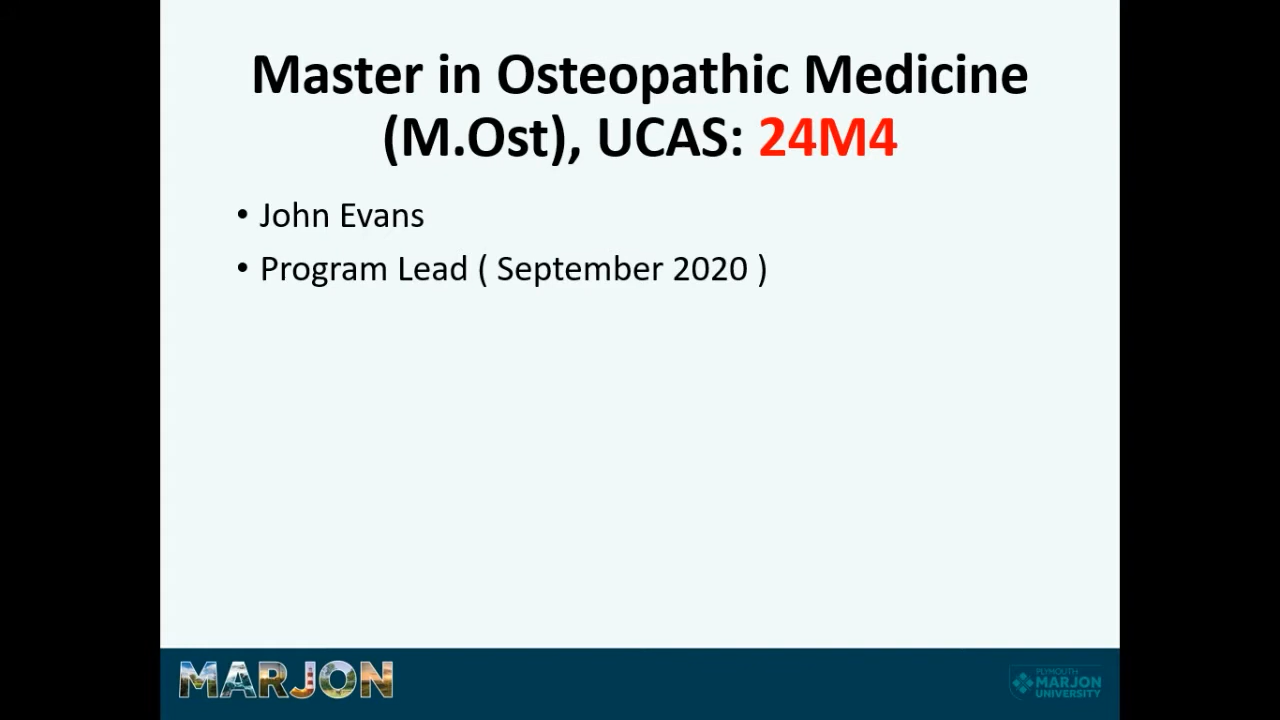 Master in Osteopathic Medicine
(M.Ost), UCAS: 24M4
• John Evans
• Program Lead ( September 2020 )
MARJON
PLYMOUTH
MARJON
UNIVERSITY